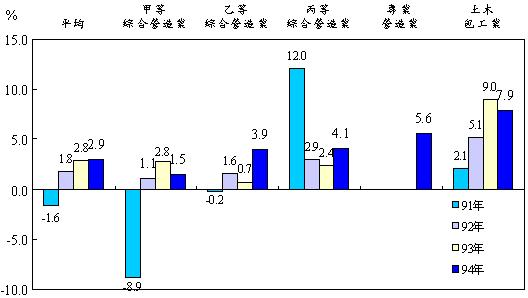 %
平均
甲等
綜合營造業
乙等
綜合營造業
丙等
綜合營造業
專業
營造業
土木
包工業
15.0
10.0
5.0
0.0
-5.0
-10.0
-1.6
1.8
2.8
2.9
-8.9
1.1
2.8
1.5
-0.2
1.6
0.7
3.9
12.0
2.9
2.4
4.1
5.6
2.1
5.1
9.0
7.9
91年
92年
93年
94年